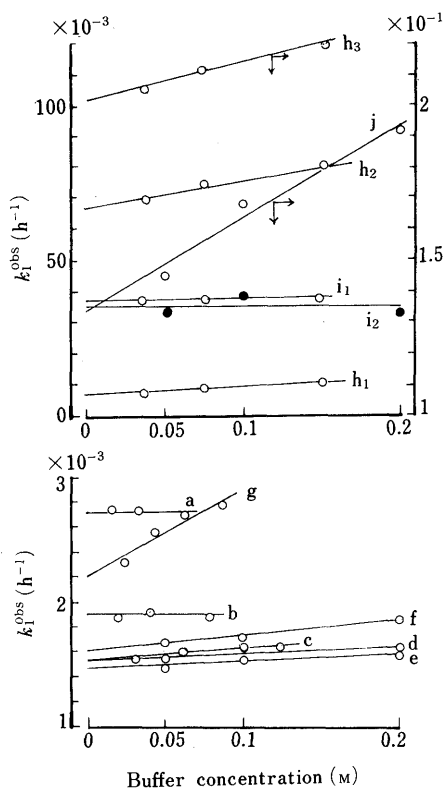 ×10⁻³
×10⁻¹
h₃
2
100
j
h₂
k₁ᵒᵇˢ (h⁻¹)
1.5
50
i₁
i₂
h₁
0
1
0
0.05
0.1
0.2
×10⁻³
3
a
g
k₁ᵒᵇˢ (h⁻¹)
2
b
f
c
d
e
1
0
0.05
0.1
0.2
Buffer concentration (M)